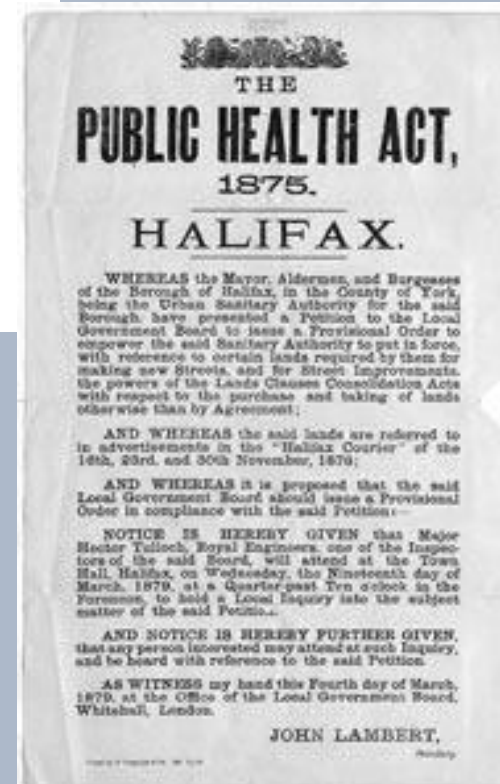 THE
PUBLIC HEALTH ACT,
1875.
HALIFAX.
WHEREAS the Mayor, Aldermen, and Burgesses
of the Borough of Halifax, in the County of York,
being the Urban Sanitary Authority for the said
Borough, have presented a Petition to the Local
Government Board to issue a Provisional Order to
empower the said Sanitary Authority to put in force,
with reference to certain lands required by them for
making new Streets, and for Street Improvements,
the powers of the Lands Clauses Consolidation Acts
with respect to the purchase and taking of lands
otherwise than by Agreement;
AND WHEREAS the said lands are referred to
in advertisements in the "Halifax Courier" of the
16th, 23rd, and 30th November, 1878;
AND WHEREAS it is proposed that the said
Local Government Board should issue a Provisional
Order in compliance with the said Petition:—
NOTICE IS HEREBY GIVEN that Major
Hector Tulloch, Royal Engineers, one of the Inspec-
tors of the said Board, will attend at the Town
Hall, Halifax, on Wednesday, the Nineteenth day of
March, 1879, at a Quarter-past Ten o'clock in the
Forenoon, to hold a Local Inquiry into the subject
matter of the said Petition.
AND NOTICE IS HEREBY FURTHER GIVEN,
that any person interested may attend at such Inquiry,
and be heard with reference to the said Petition.
AS WITNESS my hand this Fourth day of March,
1879, at the Office of the Local Government Board,
Whitehall, London.
JOHN LAMBERT,
Secretary.